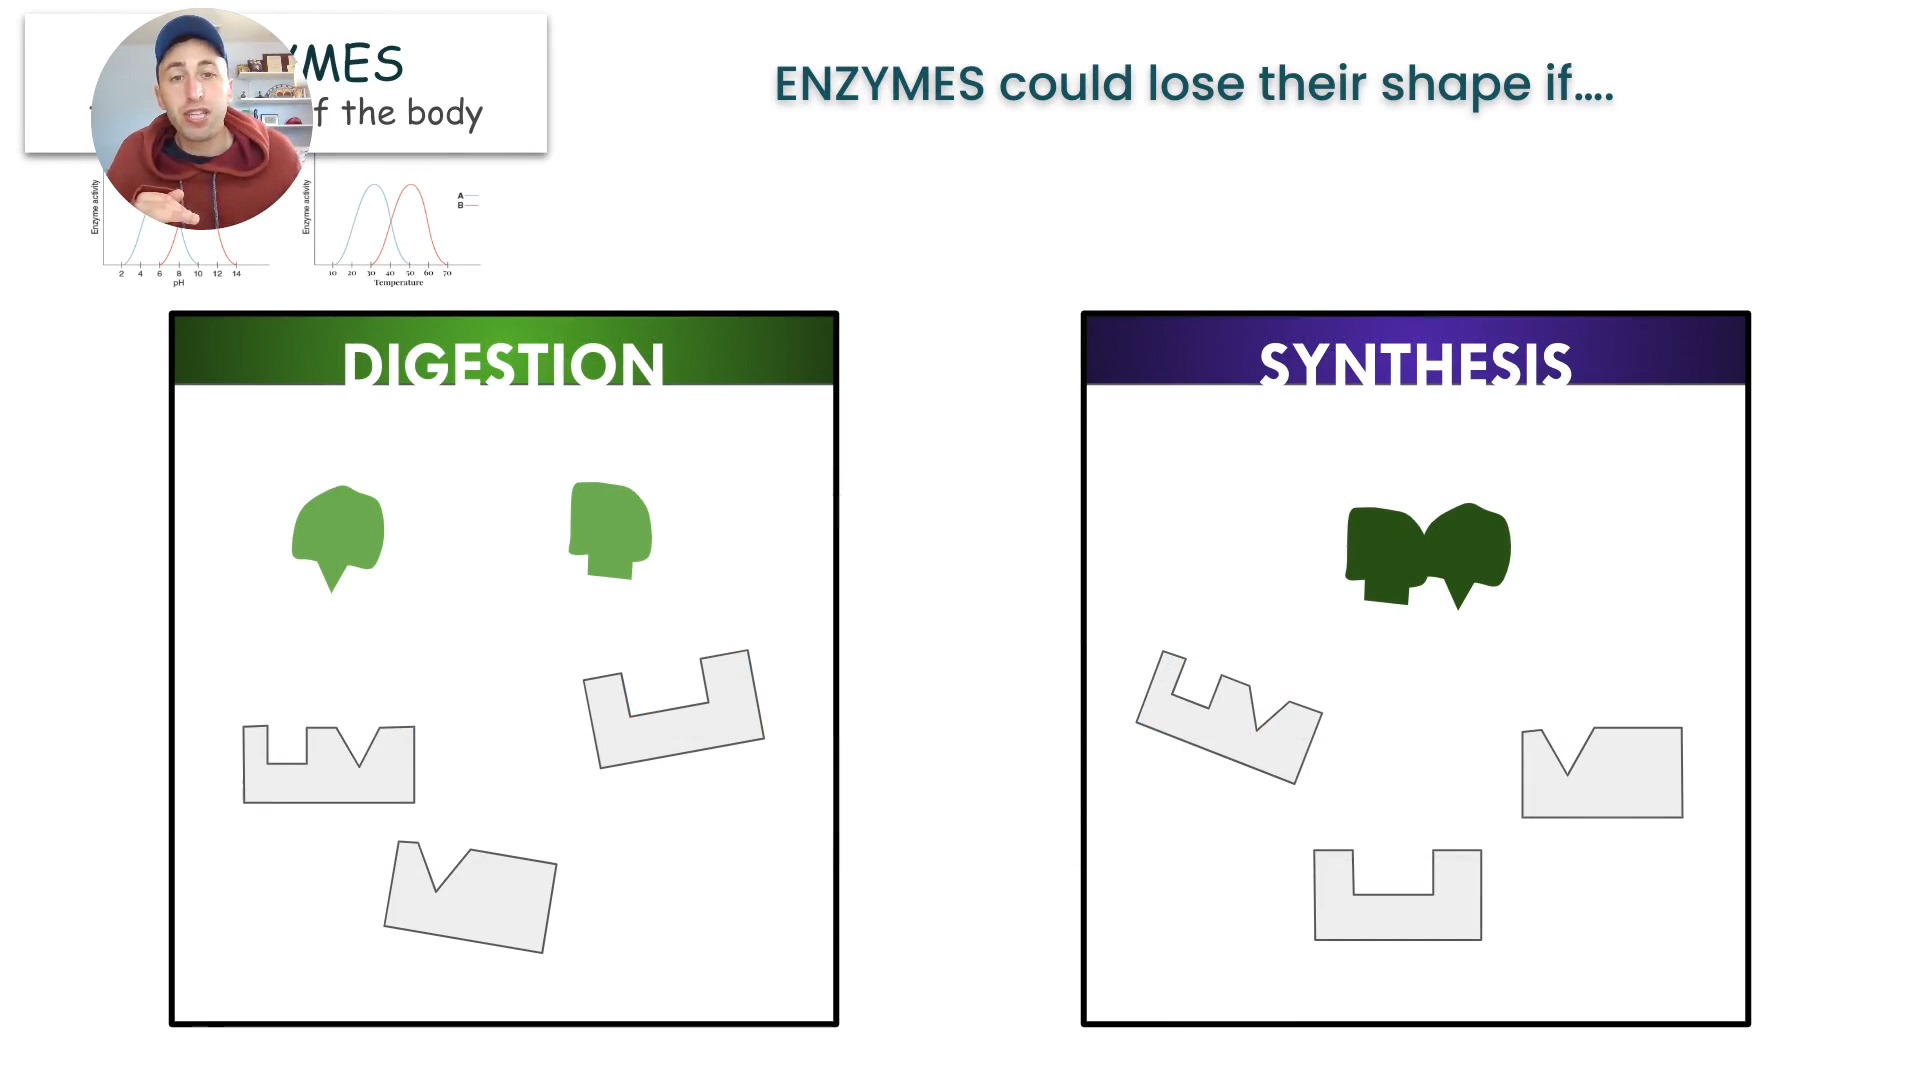 YMES
f the body
ENZYMES could lose their shape if....
Enzyme activity
2 4 6 8 10 12 14
pH
Enzyme activity
A
B
10 20 30 40 50 60 70
Temperature
DIGESTION
SYNTHESIS